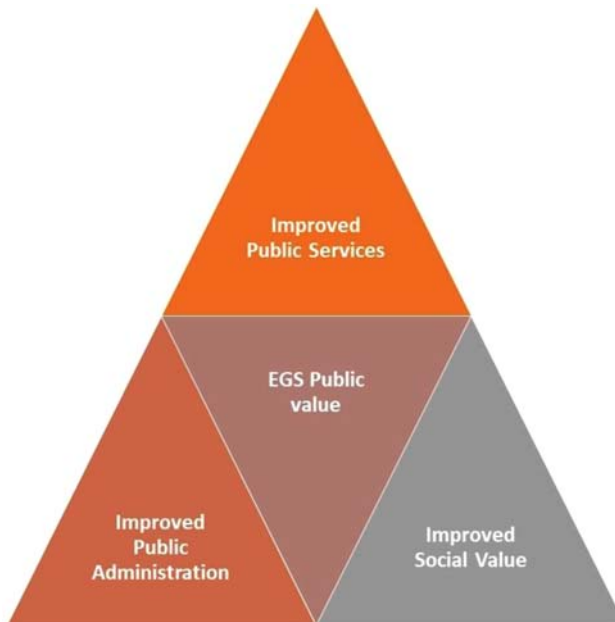 Improved
Public Services
EGS Public
value
Improved
Public
Administration
Improved
Social Value